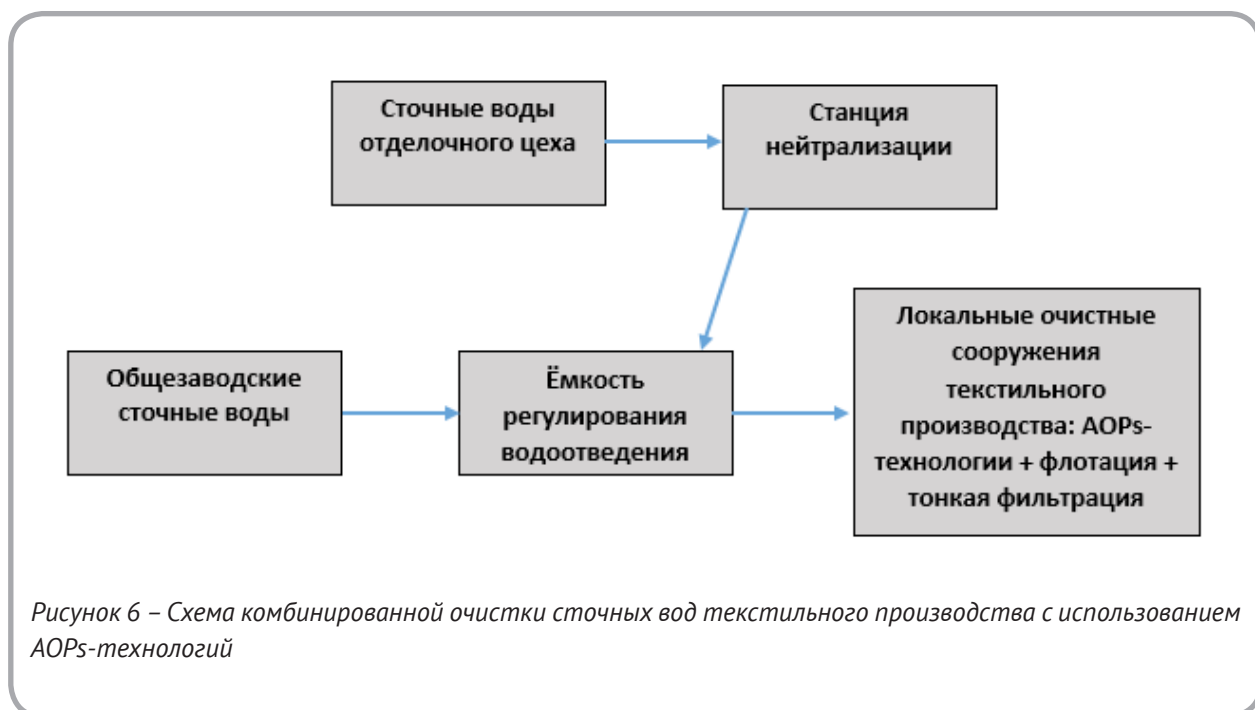 Сточные воды
отделочного цеха
Станция
нейтрализации
Общезаводские
сточные воды
Ёмкость
регулирования
водоотведения
Локальные очистные
сооружения
текстильного
производства: AOPs-
технологии + флотация +
тонкая фильтрация
Рисунок 6 – Схема комбинированной очистки сточных вод текстильного производства с использованием
AOPs-технологий